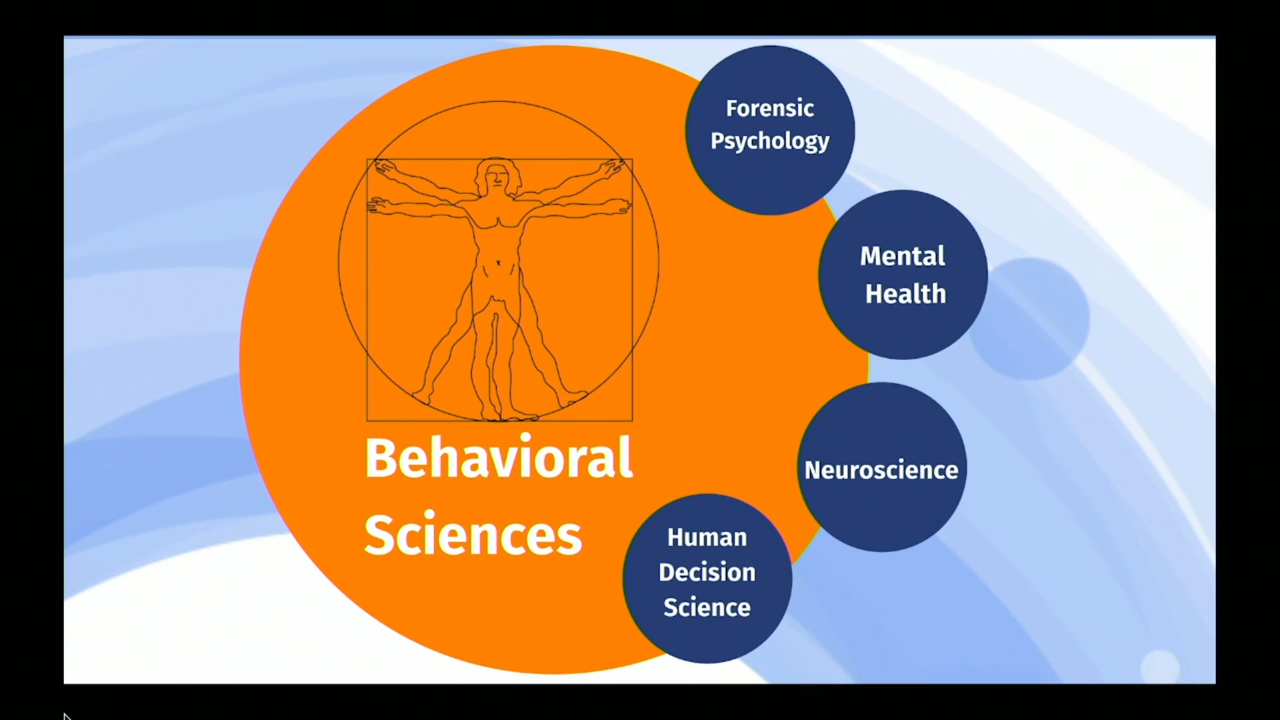 Forensic
Psychology
Mental
Health
Neuroscience
Human
Decision
Science
Behavioral
Sciences